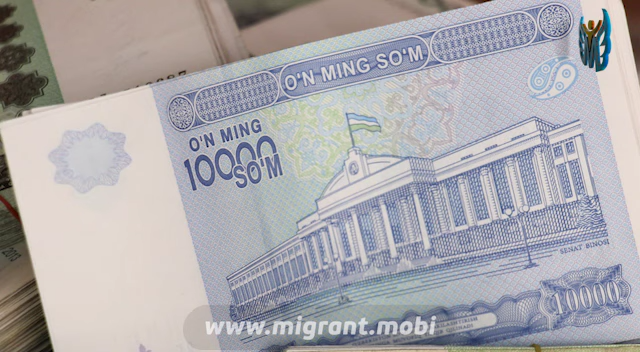 O'N MING SO'M
O'N MING
10000
SO'M
SENAT BINOSI
10000
www.migrant.mobi